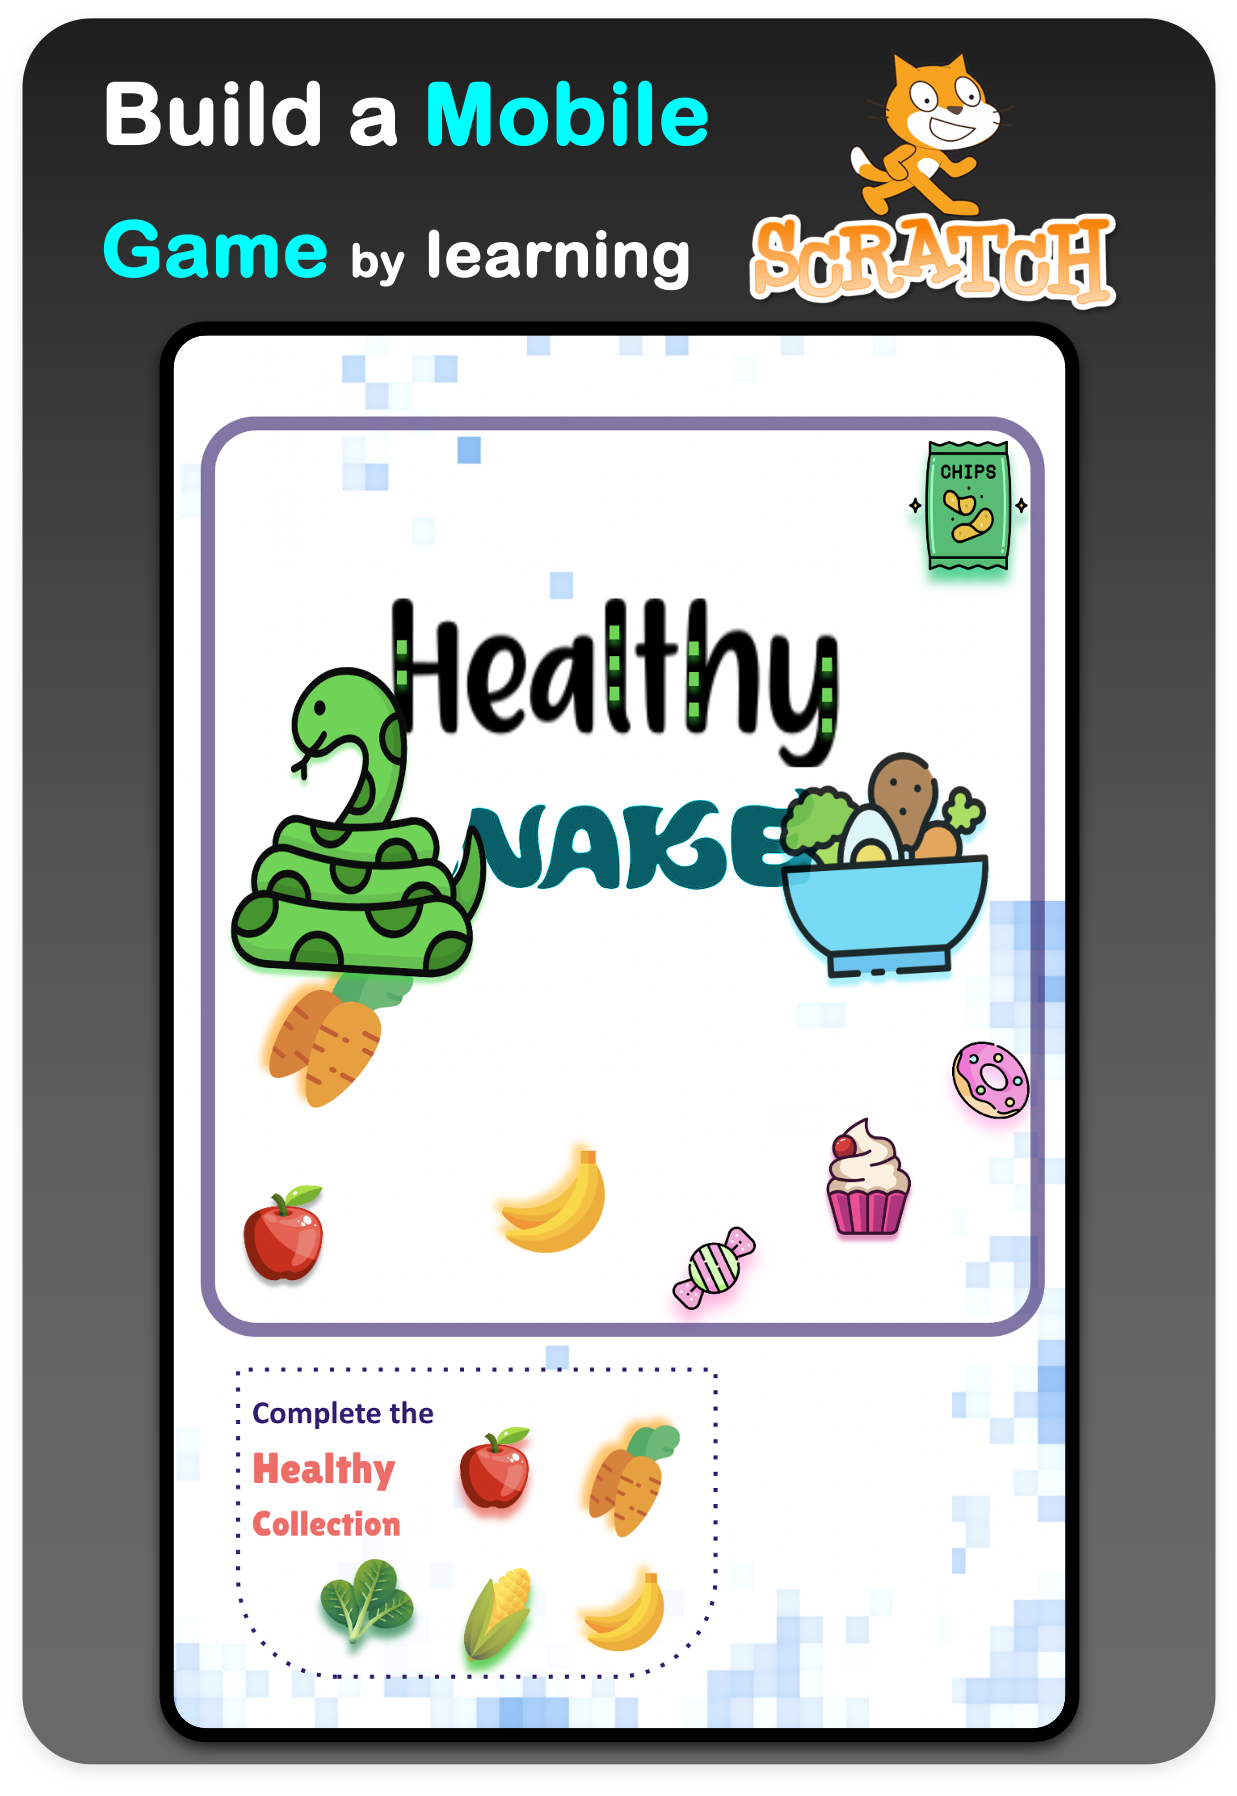 Build a Mobile
Game by learning
SCRATCH
CHIPS
Healthy
NAKE
Complete the
Healthy
Collection